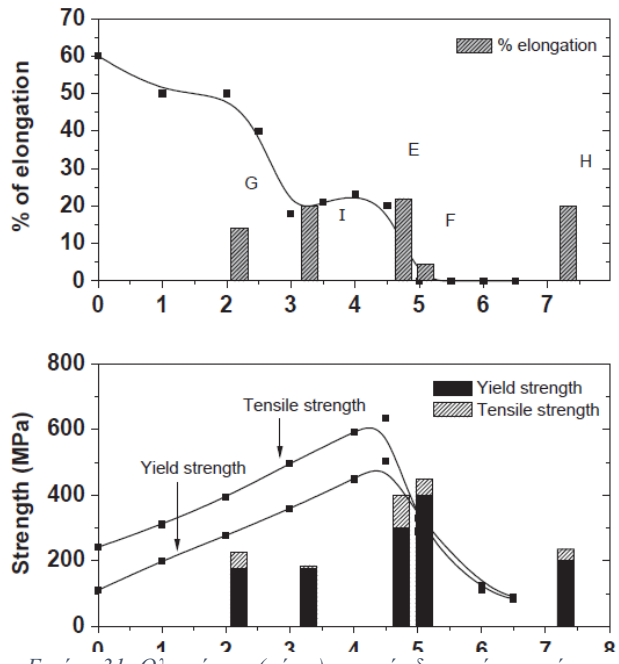 70
60
50
40
30
20
10
0
% of elongation
% elongation
E
H
G
I
F
0 1 2 3 4 5 6 7 8
800
600
400
200
0
Strength (MPa)
Yield strength
Tensile strength
Tensile strength
Yield strength
0 1 2 3 4 5 6 7 8